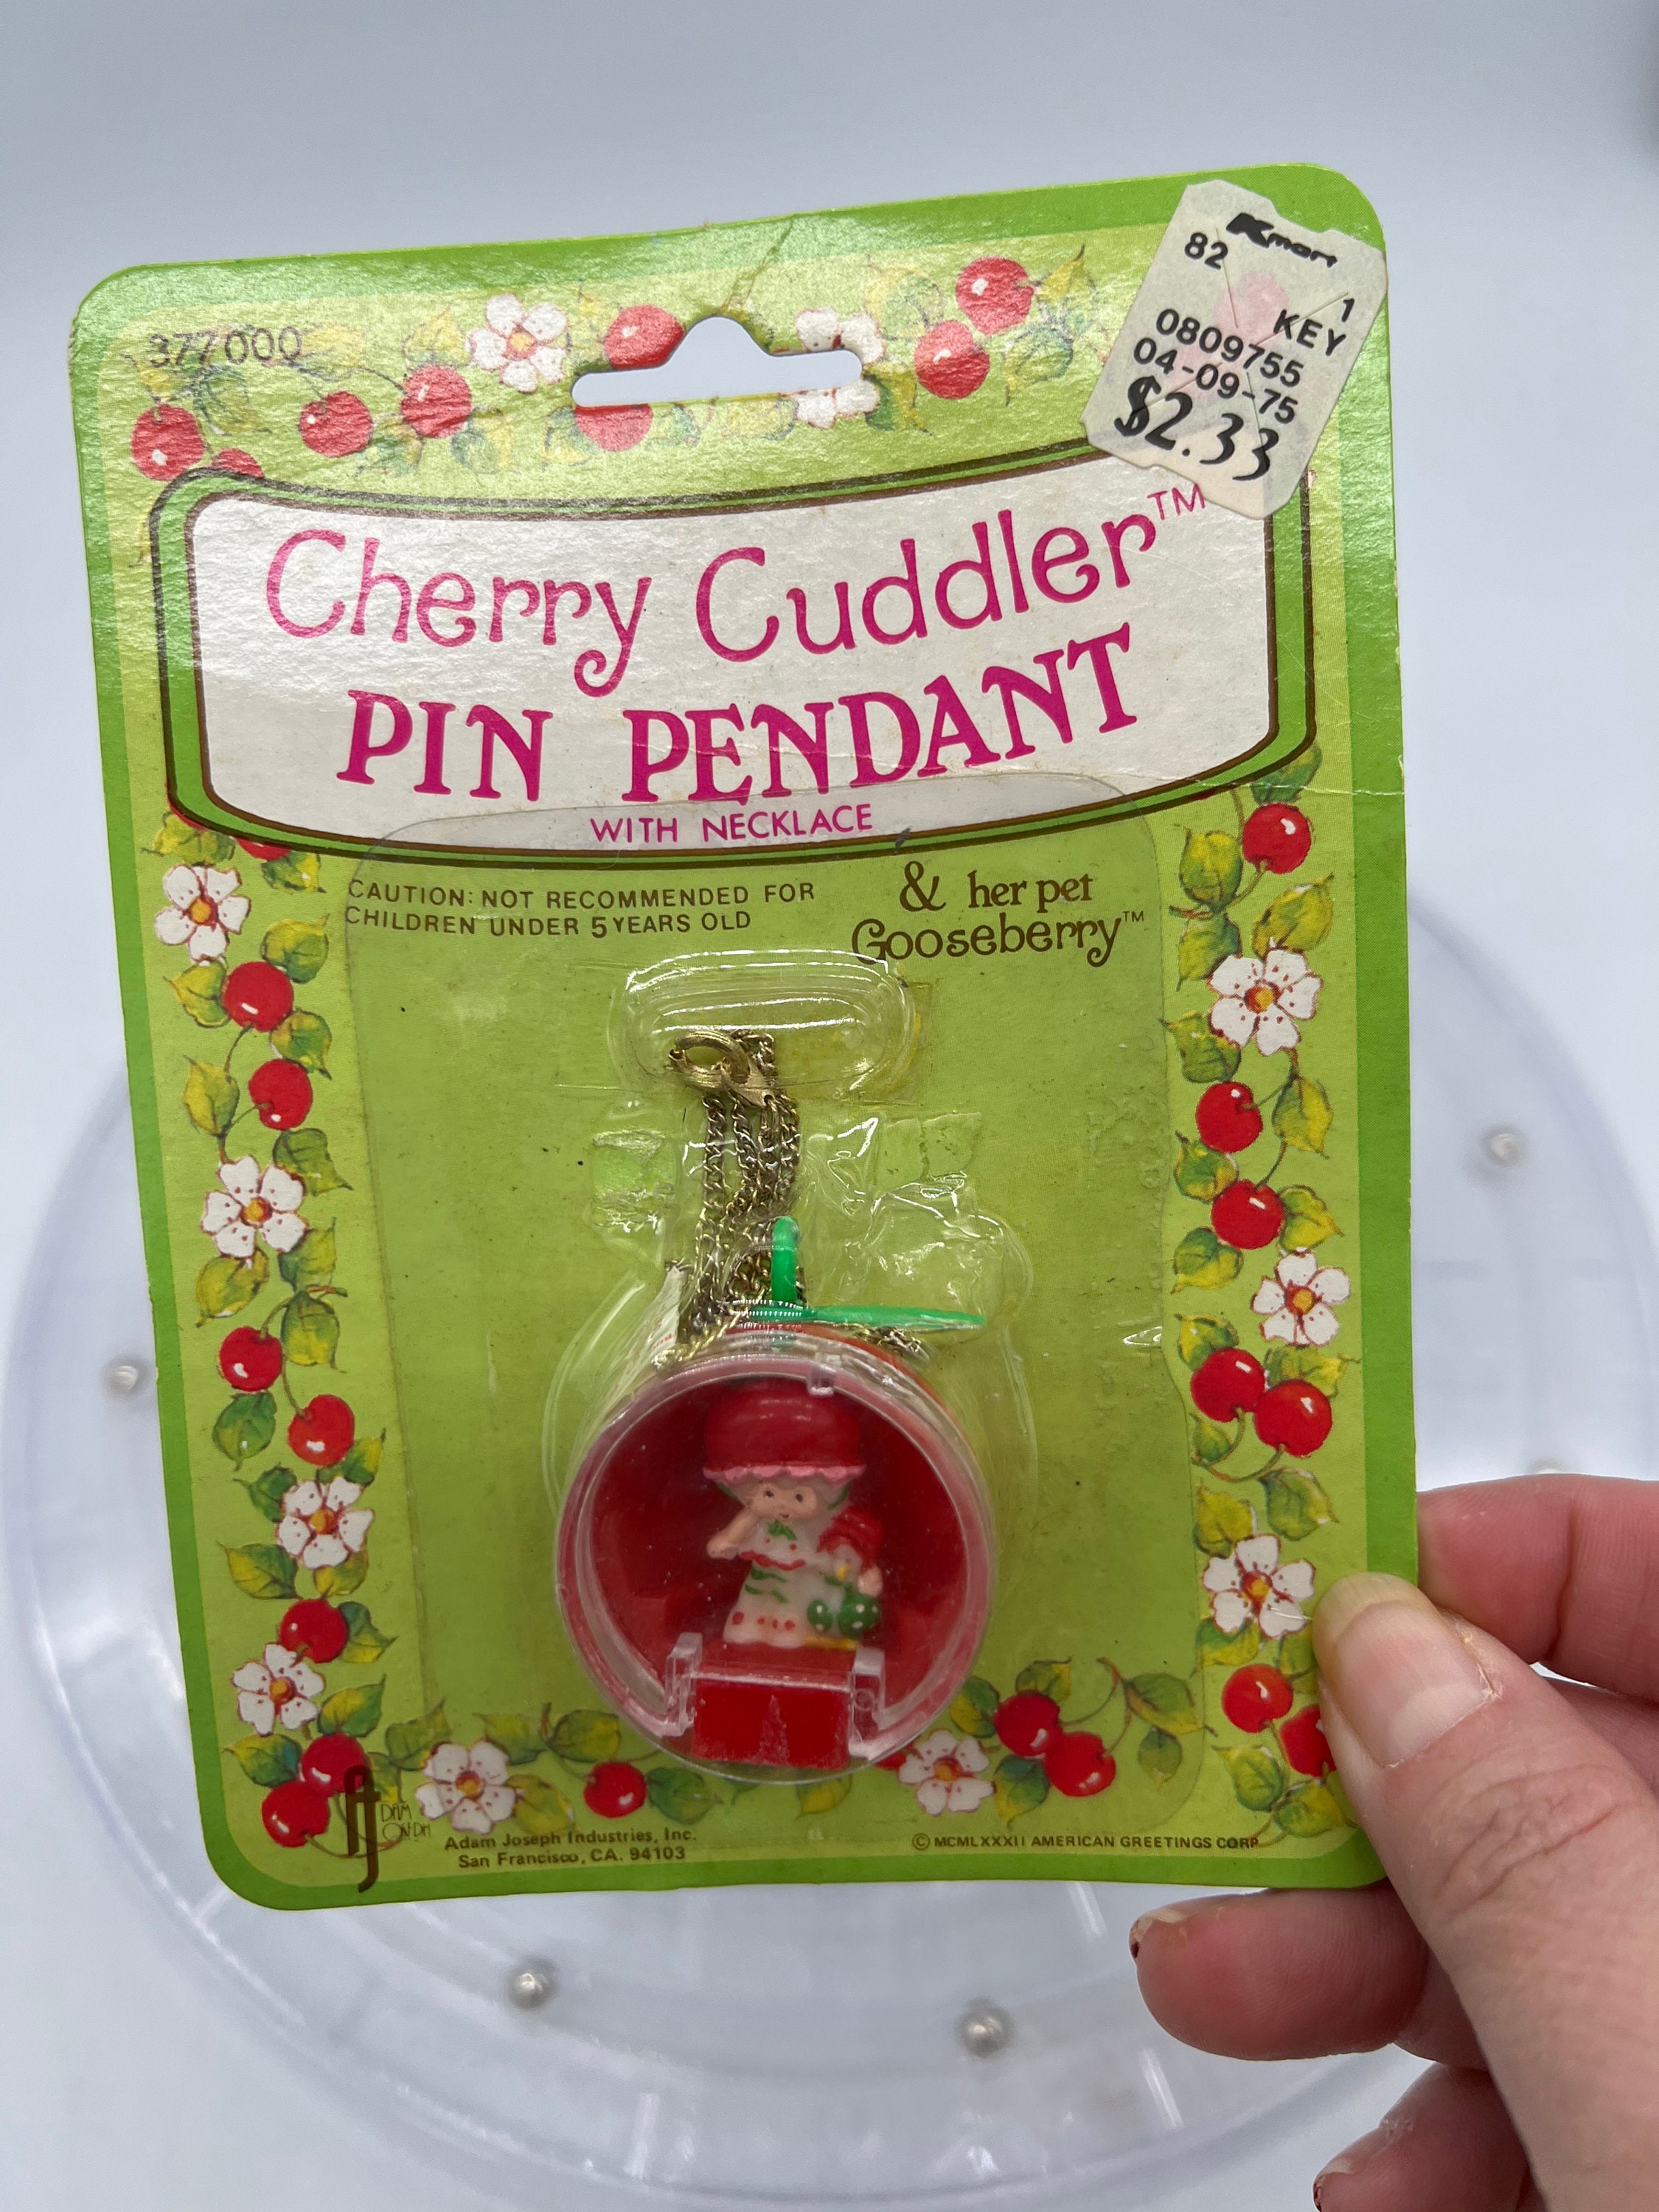 Kmart
82 1
KEY
0809755
04-09-75
$2.33
377000
Cherry Cuddler™
PIN PENDANT
WITH NECKLACE
CAUTION: NOT RECOMMENDED FOR
CHILDREN UNDER 5 YEARS OLD
& her pet
Gooseberry™
Adam Joseph Industries, Inc.
San Francisco, CA. 94103
© MCMLXXXII AMERICAN GREETINGS CORP.